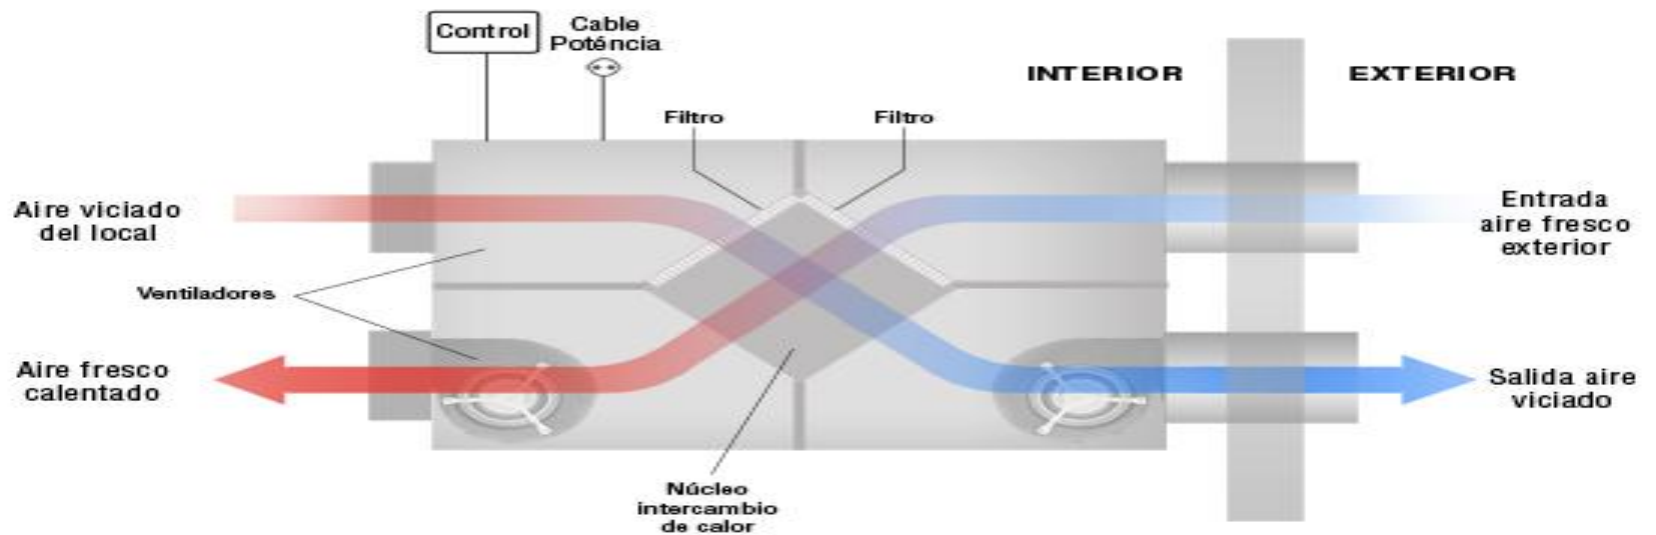 Control
Cable
Poténcia
INTERIOR
EXTERIOR
Filtro
Filtro
Aire viciado
del local
Entrada
aire fresco
exterior
Ventiladores
Aire fresco
calentado
Salida aire
viciado
Núcleo
intercambio
de calor